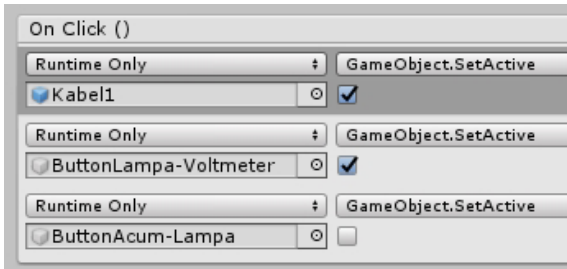 On Click ()
Runtime Only GameObject.SetActive
Kabel1
Runtime Only GameObject.SetActive
ButtonLampa-Voltmeter
Runtime Only GameObject.SetActive
ButtonAcum-Lampa